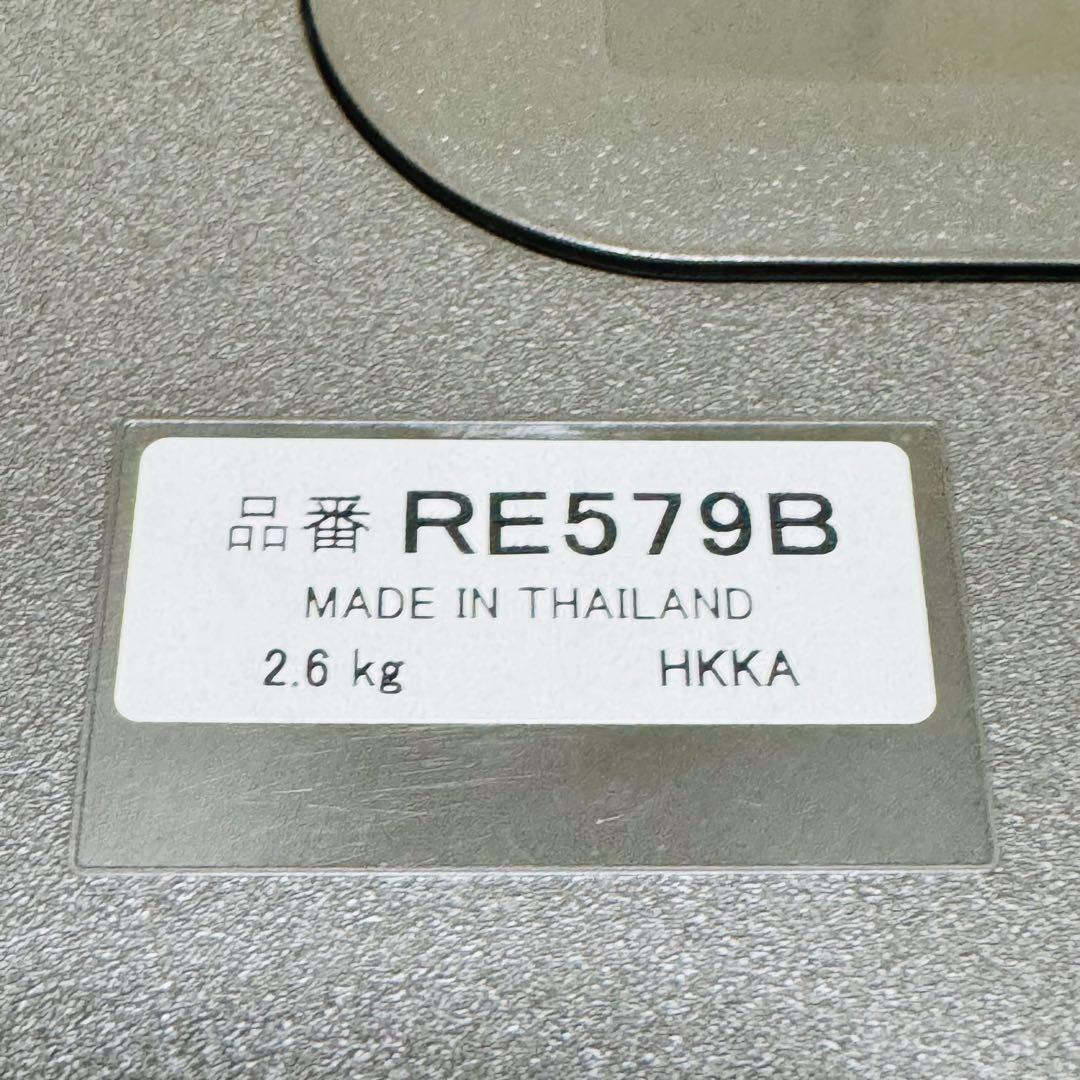 品番 RE579B
MADE IN THAILAND
2.6 kg HKKA